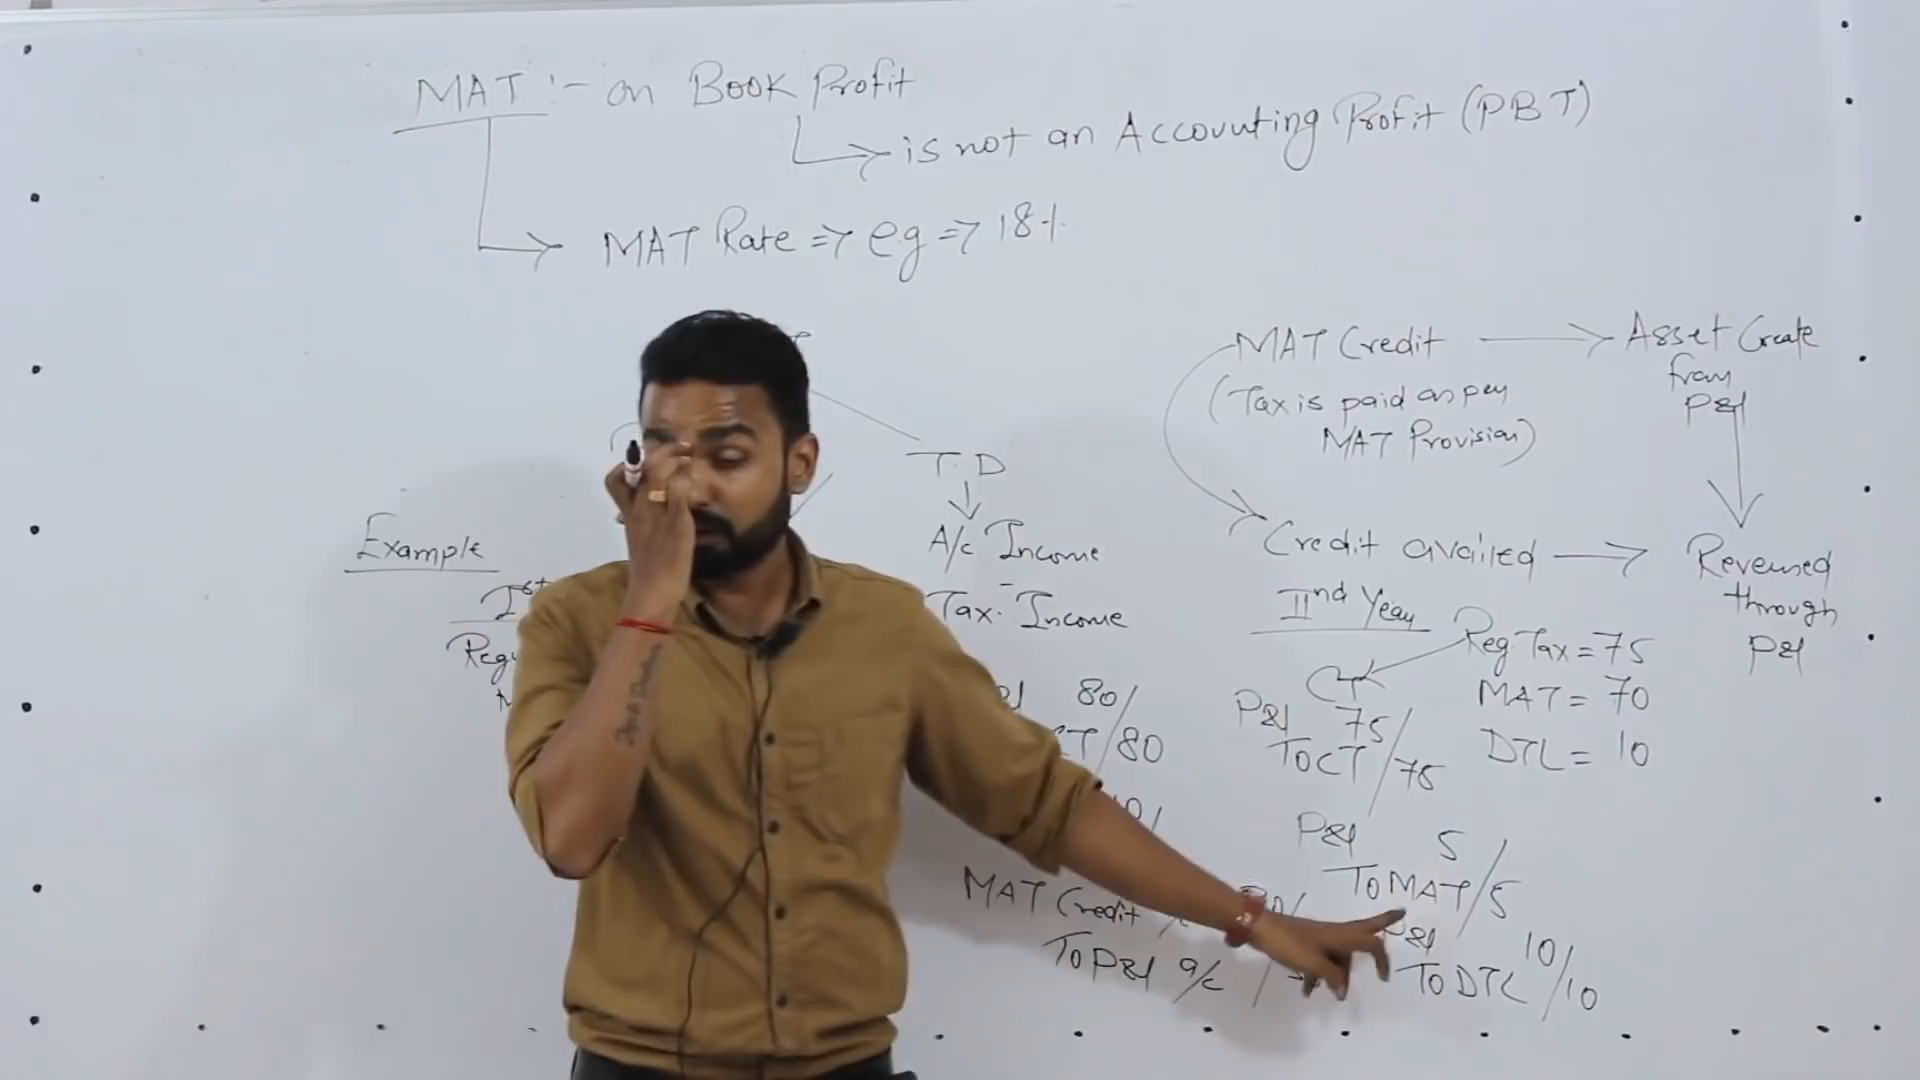 MAT :- on Book Profit
is not an Accounting Profit (PBT)
MAT Rate => eg => 18%
T.D
A/c Income
-
Tax. Income
Example
Ist
80
80
MAT Credit
To P&L a/c
MAT Credit → Asset Create
from
P&L
(Tax is paid as per
MAT Provision)
Credit availed → Reversed
through
P&L
IInd Year
Reg Tax = 75
MAT = 70
DTL = 10
CT
P&L 75
To CT 75
P&L 5
To MAT 5
P&L 10
To DTL 10